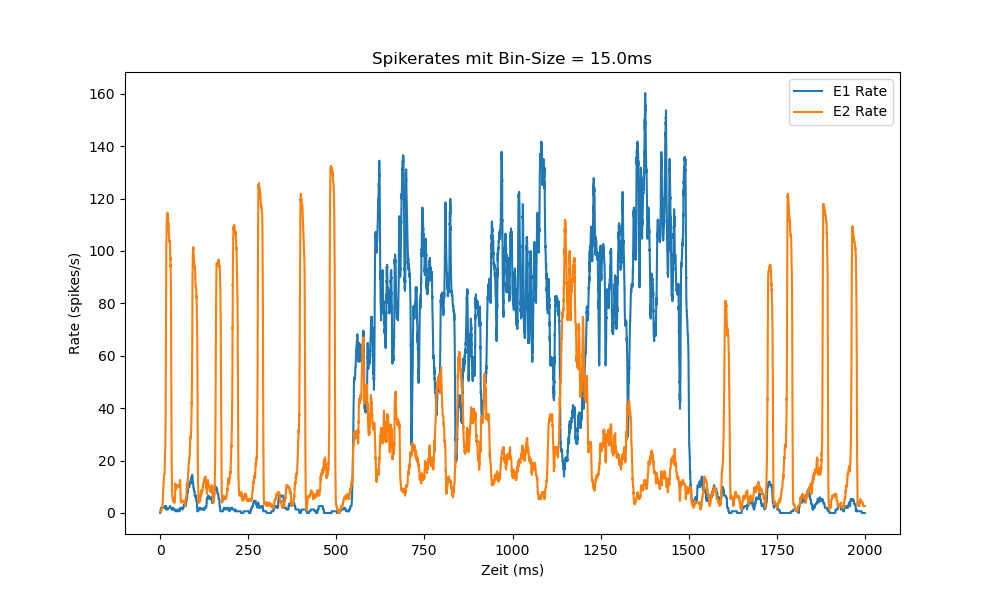 Spikerates mit Bin-Size = 15.0ms
E1 Rate
E2 Rate
Rate (spikes/s)
160
140
120
100
80
60
40
20
0
0 250 500 750 1000 1250 1500 1750 2000
Zeit (ms)